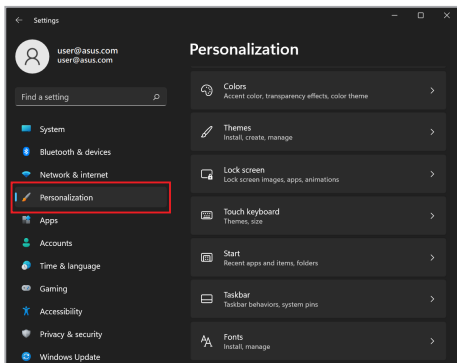 Settings
user@asus.com
user@asus.com
Find a setting
System
Bluetooth & devices
Network & internet
Personalization
Apps
Accounts
Time & language
Gaming
Accessibility
Privacy & security
Windows Update
Personalization
Colors
Accent color, transparency effects, color theme
Themes
Install, create, manage
Lock screen
Lock screen images, apps, animations
Touch keyboard
Themes, size
Start
Recent apps and items, folders
Taskbar
Taskbar behaviors, system pins
Fonts
Install, manage